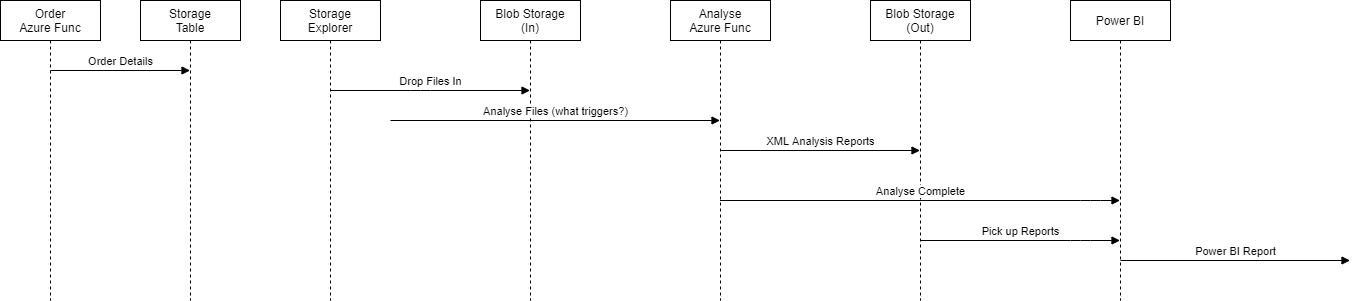 Order
Azure Func
Storage
Table
Storage
Explorer
Blob Storage
(In)
Analyse
Azure Func
Blob Storage
(Out)
Power BI
Order Details
Drop Files In
Analyse Files (what triggers?)
XML Analysis Reports
Analyse Complete
Pick up Reports
Power BI Report